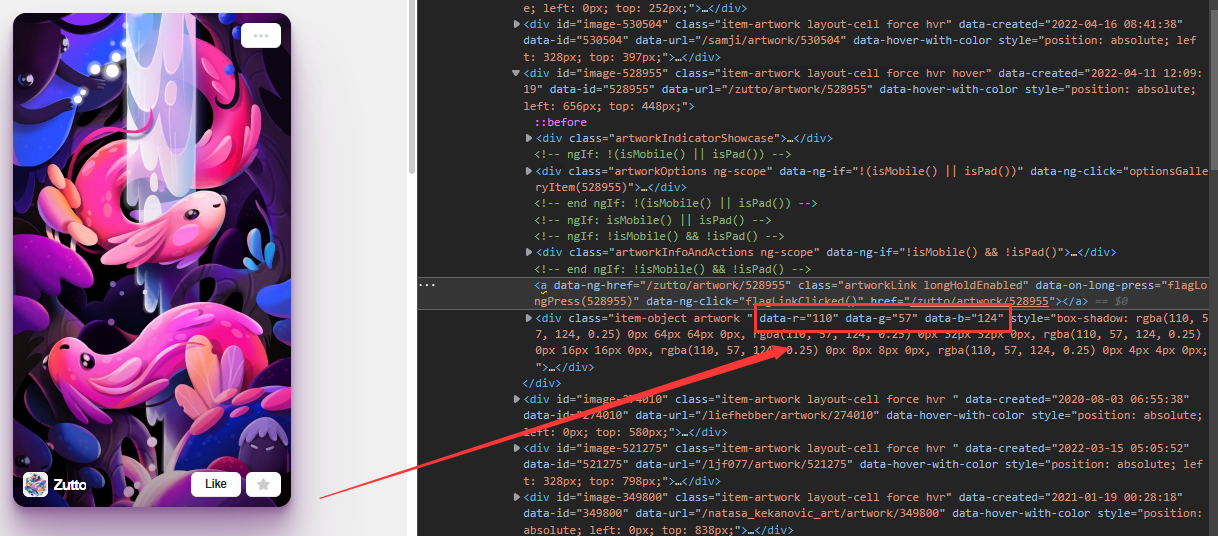 Zutto
Like
e; left: 0px; top: 252px;">…</div>
<div id="image-530504" class="item-artwork layout-cell force hvr" data-created="2022-04-16 08:41:38"
data-id="530504" data-url="/samji/artwork/530504" data-hover-with-color style="position: absolute; lef
t: 328px; top: 397px;">…</div>
<div id="image-528955" class="item-artwork layout-cell force hvr hover" data-created="2022-04-11 12:09:
19" data-id="528955" data-url="/zutto/artwork/528955" data-hover-with-color style="position: absolute;
left: 656px; top: 448px;">
::before
<div class="artworkIndicatorShowcase">…</div>
<!-- ngIf: !(isMobile() || isPad()) -->
<div class="artworkOptions ng-scope" data-ng-if="!(isMobile() || isPad())" data-ng-click="optionsGalle
ryItem(528955)">…</div>
<!-- end ngIf: !(isMobile() || isPad()) -->
<!-- ngIf: isMobile() || isPad() -->
<!-- ngIf: !isMobile() && !isPad() -->
<div class="artworkInfoAndActions ng-scope" data-ng-if="!isMobile() && !isPad()">…</div>
<!-- end ngIf: !isMobile() && !isPad() -->
<a data-ng-href="/zutto/artwork/528955" class="artworkLink longHoldEnabled" data-on-long-press="flagLo
ngPress(528955)" data-ng-click="flagLinkClicked()" href="/zutto/artwork/528955"></a> == $0
<div class="item-object artwork " data-r="110" data-g="57" data-b="124" style="box-shadow: rgba(110, 5
7, 124, 0.25) 0px 64px 64px 0px, rgba(110, 57, 124, 0.25) 0px 32px 32px 0px, rgba(110, 57, 124, 0.25)
0px 16px 16px 0px, rgba(110, 57, 124, 0.25) 0px 8px 8px 0px, rgba(110, 57, 124, 0.25) 0px 4px 4px 0px;
">…</div>
</div>
<div id="image-274010" class="item-artwork layout-cell force hvr " data-created="2020-08-03 06:55:38"
data-id="274010" data-url="/liefhebber/artwork/274010" data-hover-with-color style="position: absolute;
left: 0px; top: 580px;">…</div>
<div id="image-521275" class="item-artwork layout-cell force hvr " data-created="2022-03-15 05:05:52"
data-id="521275" data-url="/ljf077/artwork/521275" data-hover-with-color style="position: absolute; lef
t: 328px; top: 798px;">…</div>
<div id="image-349800" class="item-artwork layout-cell force hvr" data-created="2021-01-19 00:28:18"
data-id="349800" data-url="/natasa_kekanovic_art/artwork/349800" data-hover-with-color style="position:
absolute; left: 0px; top: 838px;">…</div>